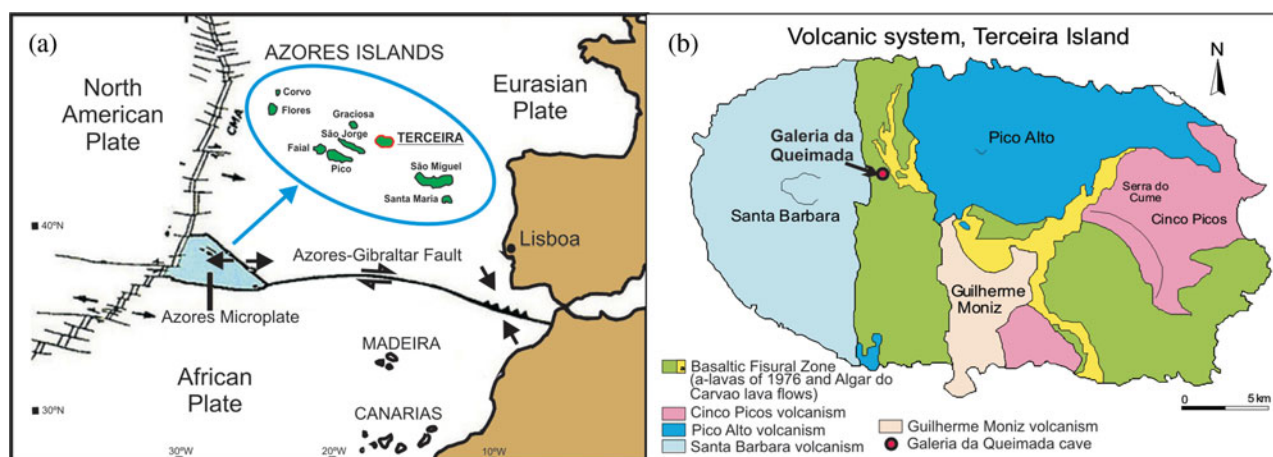 (a)
AZORES ISLANDS
North
American
Plate
CMA
Corvo
Flores
Graciosa
São Jorge
TERCEIRA
Faial
Pico
São Miguel
Santa Maria
Eurasian
Plate
40ºN
Lisboa
Azores-Gibraltar Fault
Azores Microplate
MADEIRA
African
Plate
CANARIAS
30ºN
30ºW
20ºW
10ºW
(b)
Volcanic system, Terceira Island
N
Galeria da
Queimada
Pico Alto
Santa Barbara
Serra do
Cume
Cinco Picos
Guilherme
Moniz
Basaltic Fisural Zone
(a-lavas of 1976 and Algar do
Carvao lava flows)
Cinco Picos volcanism
Pico Alto volcanism
Santa Barbara volcanism
Guilherme Moniz volcanism
Galeria da Queimada cave
0 5 km